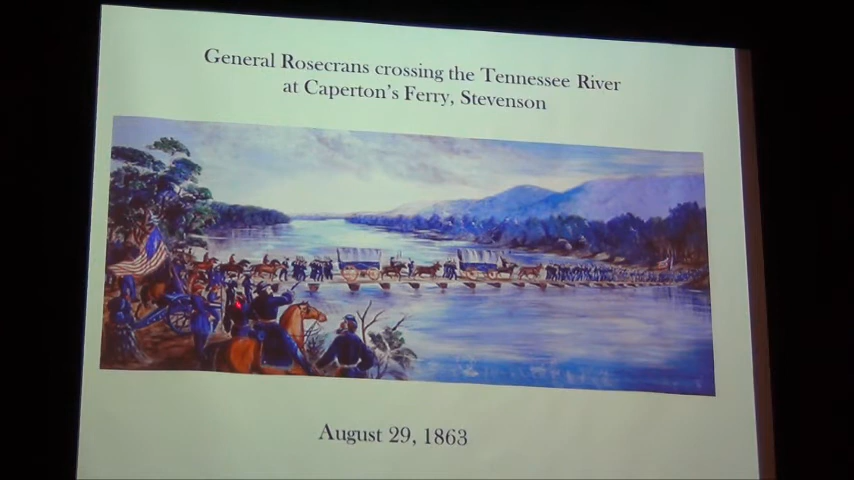 General Rosecrans crossing the Tennessee River
at Caperton's Ferry, Stevenson
August 29, 1863